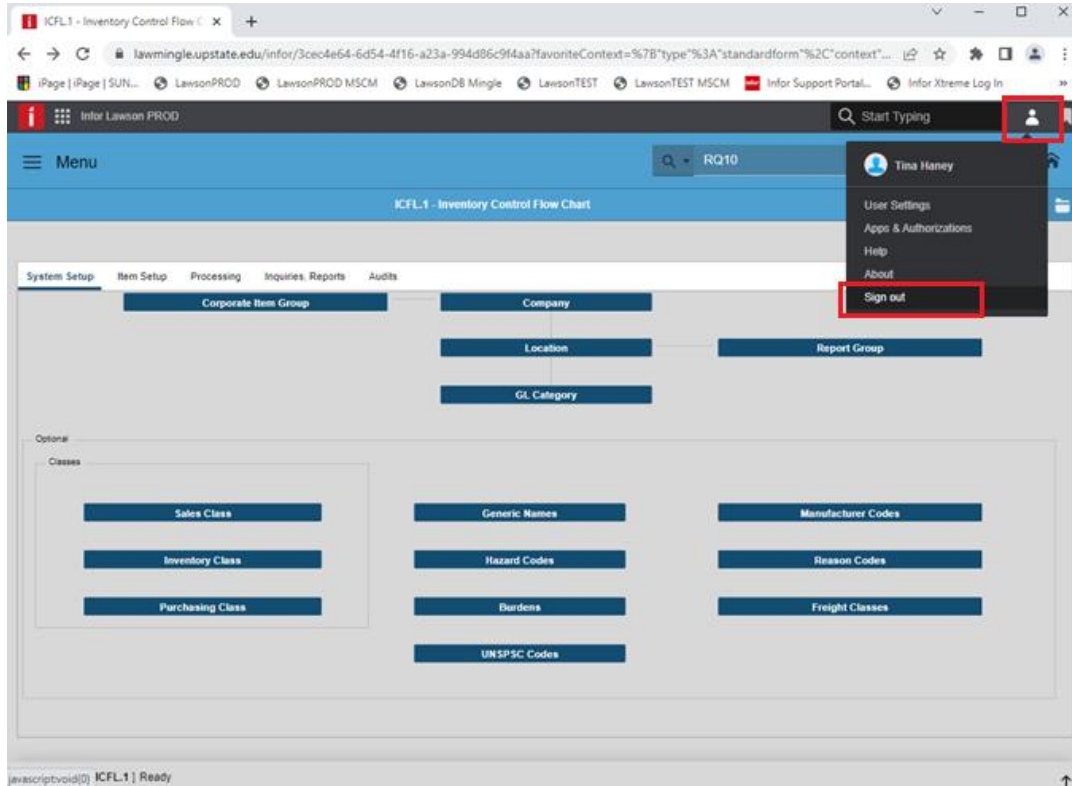 ICFL.1 - Inventory Control Flow C
lawmingle.upstate.edu/infor/3cec4e64-6d54-4f16-a23a-994d86c9f4aa?favoriteContext=%7B"type"%3A"standardform"%2C"context"...
iPage | iPage | SUN... LawsonPROD LawsonPROD MSCM LawsonDB Mingle LawsonTEST LawsonTEST MSCM Infor Support Portal... Infor Xtreme Log In »
Infor Lawson PROD Start Typing
Menu RQ10 Tina Haney
ICFL.1 - Inventory Control Flow Chart User Settings
Apps & Authorizations
Help
About
Sign out
System Setup Item Setup Processing Inquiries, Reports Audits
Corporate Item Group Company
Location Report Group
GL Category
Optional
Classes
Sales Class Generic Names Manufacturer Codes
Inventory Class Hazard Codes Reason Codes
Purchasing Class Burdens Freight Classes
UNSPSC Codes
javascript:void(0) ICFL.1 | Ready